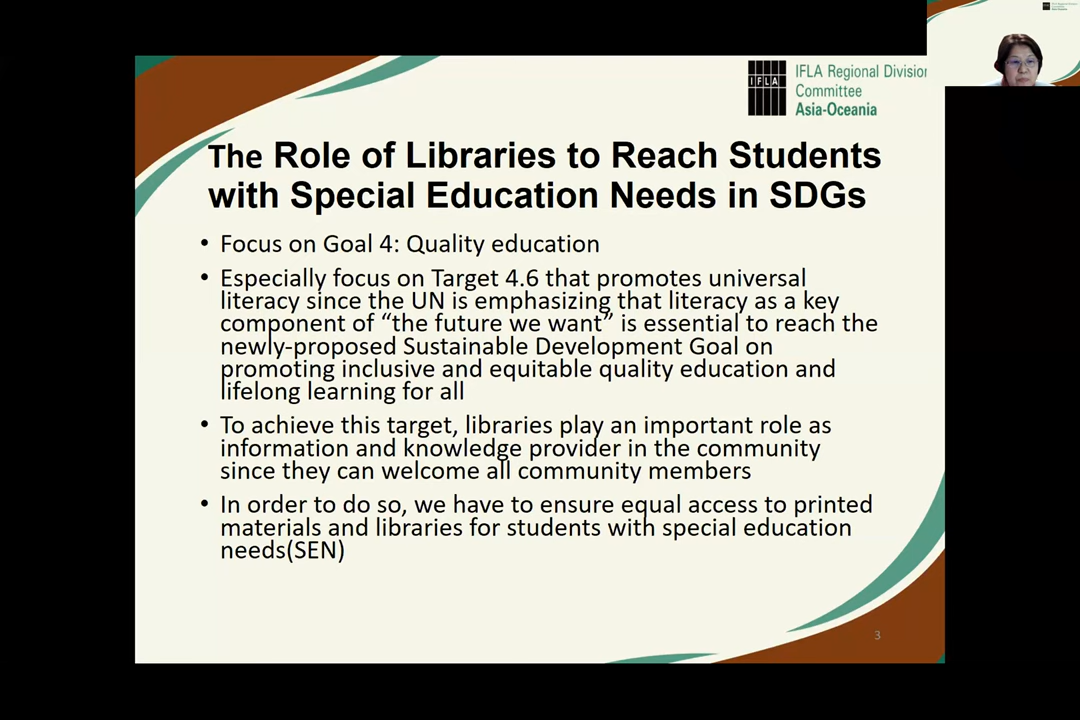 IFLA
IFLA Regional Division
Committee
Asia-Oceania
The Role of Libraries to Reach Students
with Special Education Needs in SDGs
• Focus on Goal 4: Quality education
• Especially focus on Target 4.6 that promotes universal
literacy since the UN is emphasizing that literacy as a key
component of “the future we want” is essential to reach the
newly-proposed Sustainable Development Goal on
promoting inclusive and equitable quality education and
lifelong learning for all
• To achieve this target, libraries play an important role as
information and knowledge provider in the community
since they can welcome all community members
• In order to do so, we have to ensure equal access to printed
materials and libraries for students with special education
needs(SEN)
3